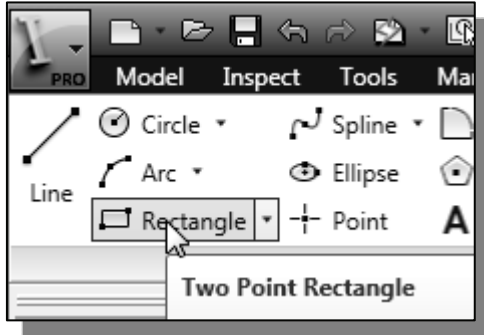 PRO Model Inspect Tools Ma
Circle Spline
Line Arc Ellipse
Rectangle Point A
Two Point Rectangle